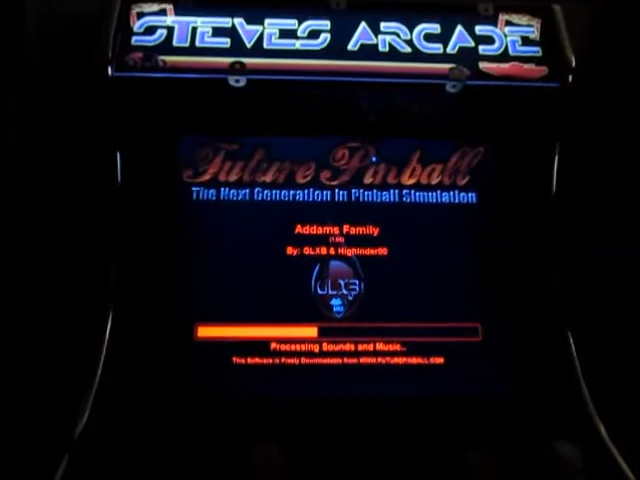 STEVES ARCADE
Future Pinball
The Next Generation in Pinball Simulation
Addams Family
By: GLXB & Highlnder00
GLXB
Processing Sounds and Music..
This Software is Freely Downloadable from WWW.FUTUREPINBALL.COM